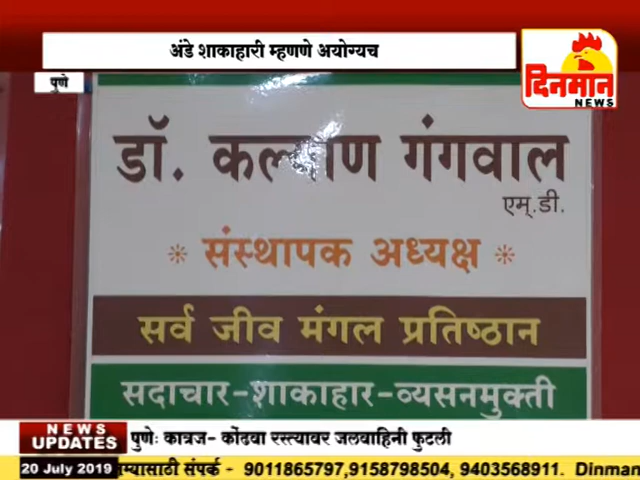 अंडे शाकाहारी म्हणणे अयोग्यच
पुणे
दिनमान
NEWS
डॉ. कल्याण गंगवाल
एम्.डी.
संस्थापक अध्यक्ष
सर्व जीव मंगल प्रतिष्ठान
सदाचार-शाकाहार-व्यसनमुक्ती
NEWS
UPDATES
पुणेः कात्रज- कोंढवा रस्त्यावर जलवाहिनी फुटली
20 July 2019
संपर्क - 9011865797,9158798504, 9403568911. Dinman